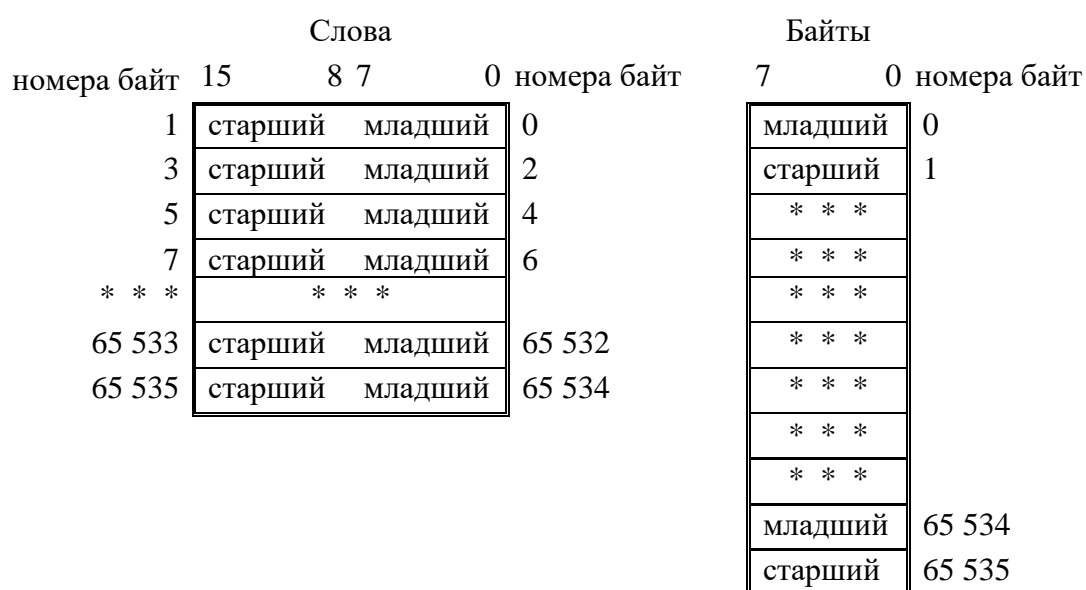 Слова
номера байт 15 8 7 0 номера байт
1 старший младший 0
3 старший младший 2
5 старший младший 4
7 старший младший 6
* * * * * *
65 533 старший младший 65 532
65 535 старший младший 65 534
Байты
7 0 номера байт
младший 0
старший 1
* * *
* * *
* * *
* * *
* * *
* * *
* * *
младший 65 534
старший 65 535